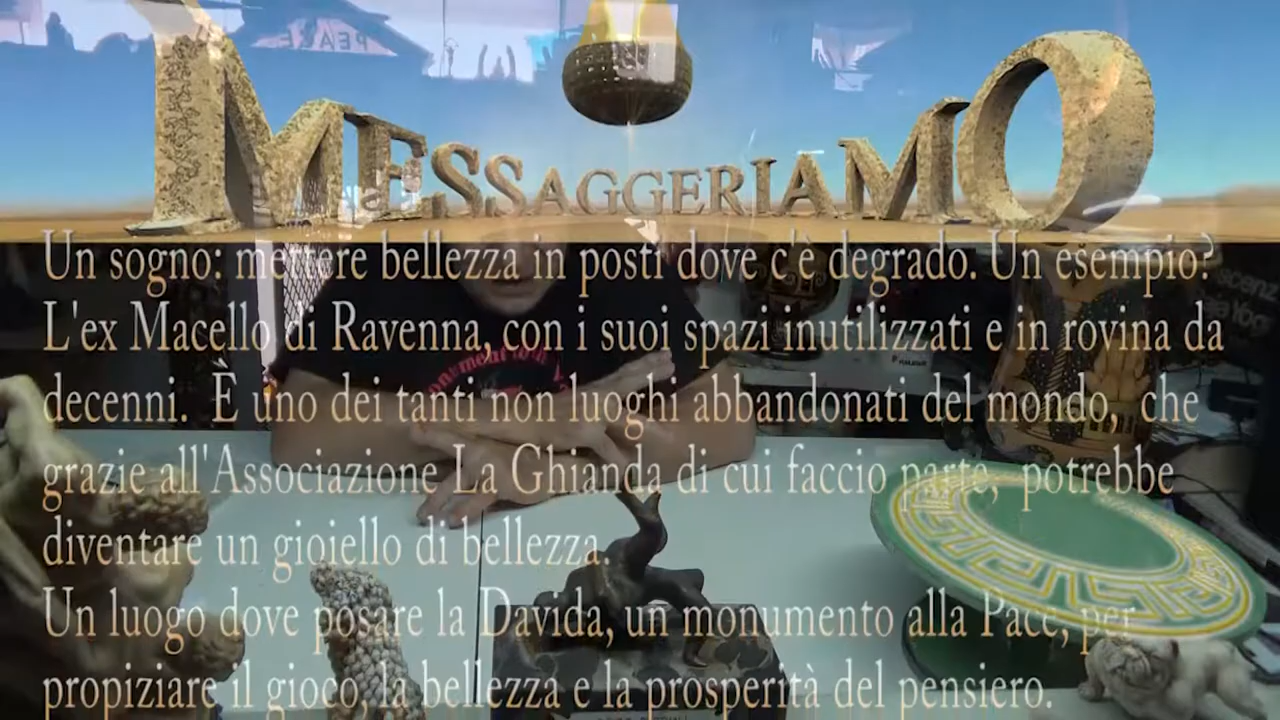 PEACE
MESSAGGERIAMO
Un sogno: mettere bellezza in posti dove c'è degrado. Un esempio?
L'ex Macello di Ravenna, con i suoi spazi inutilizzati e in rovina da
decenni. È uno dei tanti non luoghi abbandonati del mondo, che
grazie all'Associazione La Ghianda di cui faccio parte, potrebbe
diventare un gioiello di bellezza.
Un luogo dove posare la Davida, un monumento alla Pace, per
propiziare il gioco, la bellezza e la prosperità del pensiero.